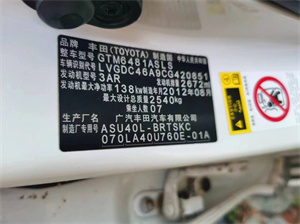 品牌 丰田(TOYOTA) 制造国 中华人民共和国
整车型号 GTM6481ASLS
车辆识别代号 LVGDC46A9CG420851
发动机型号 3AR 发动机排量 2672ml
发动机最大净功率 138kw 制造年月 2012年08月
最大设计总质量 2540kg
乘坐人数 07
生产厂名 广汽丰田汽车有限公司
ASU40L-BRTSKC
070LA40U760E-01A